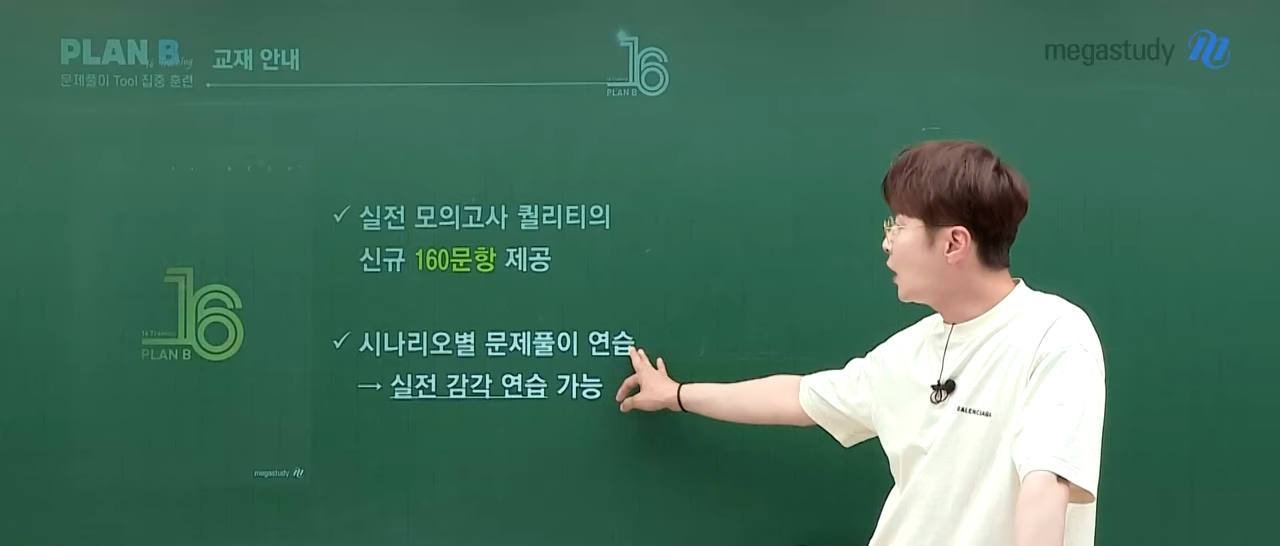 PLAN B
교재 안내
문제풀이 Tool 집중 훈련
16
PLAN B
megastudy
실전 모의고사 퀄리티의
신규 160문항 제공
시나리오별 문제풀이 연습
→ 실전 감각 연습 가능
16
16 Training
PLAN B
megastudy
BALENCIAGA